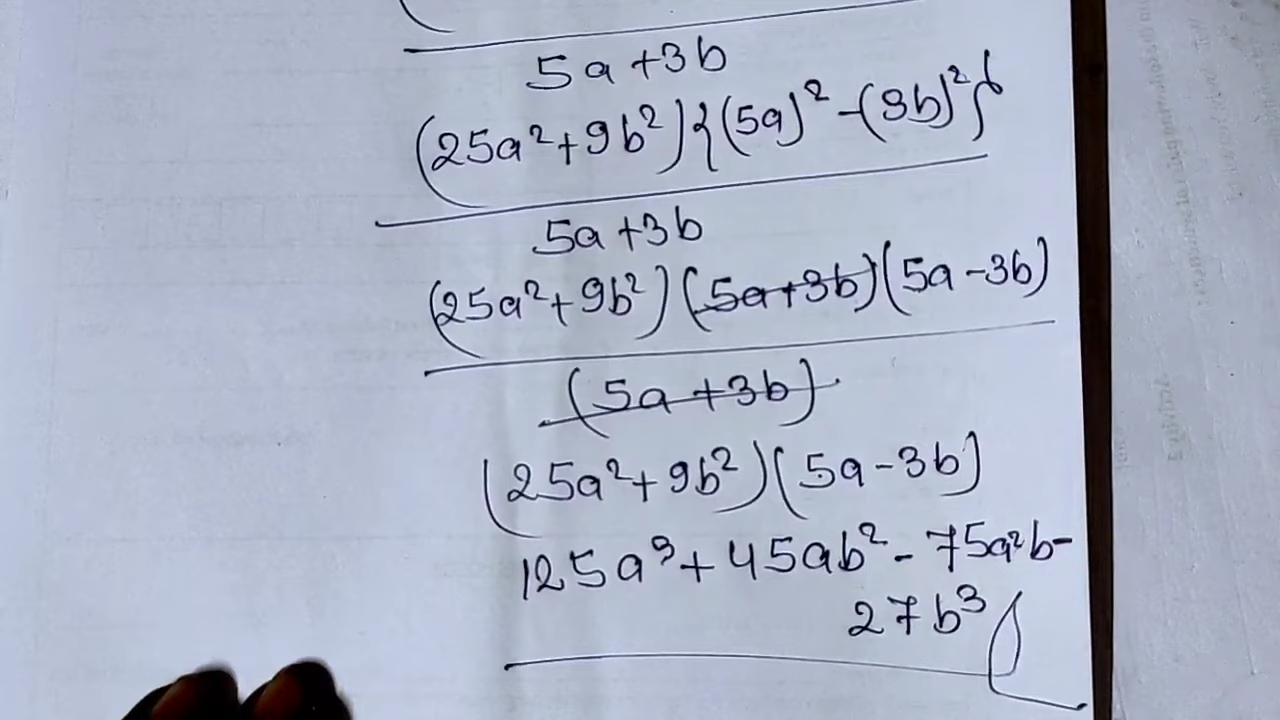 5a+3b
(25a²+9b²){(5a)²-(3b)²}
5a+3b
(25a²+9b²)(5a+3b)(5a-3b)
(5a+3b)
(25a²+9b²)(5a-3b)
125a³+45ab²-75a²b-
27b³